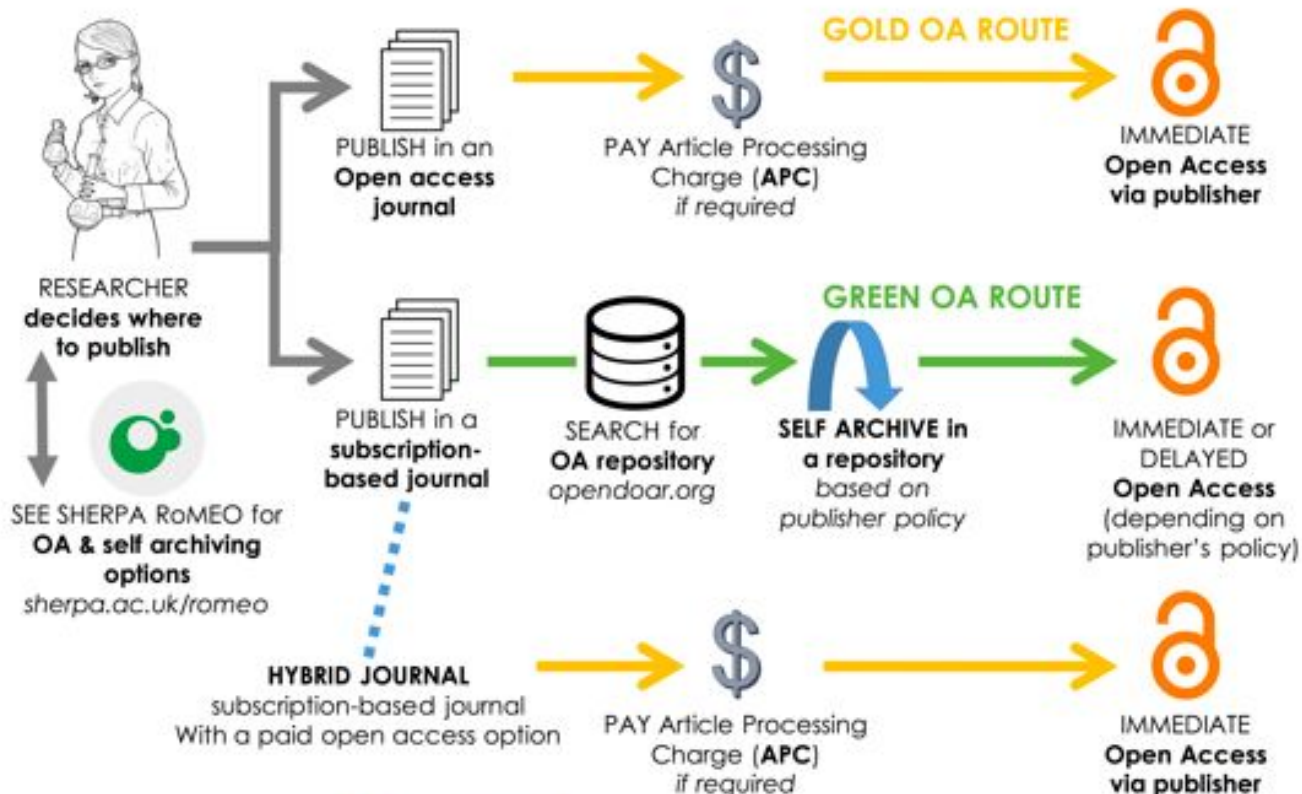 GOLD OA ROUTE
PUBLISH in an
Open access
journal
PAY Article Processing
Charge (APC)
if required
IMMEDIATE
Open Access
via publisher
RESEARCHER
decides where
to publish
SEE SHERPA RoMEO for
OA & self archiving
options
sherpa.ac.uk/romeo
GREEN OA ROUTE
PUBLISH in a
subscription-
based journal
SEARCH for
OA repository
opendoar.org
SELF ARCHIVE in
a repository
based on
publisher policy
IMMEDIATE or
DELAYED
Open Access
(depending on
publisher's policy)
HYBRID JOURNAL
subscription-based journal
With a paid open access option
PAY Article Processing
Charge (APC)
if required
IMMEDIATE
Open Access
via publisher